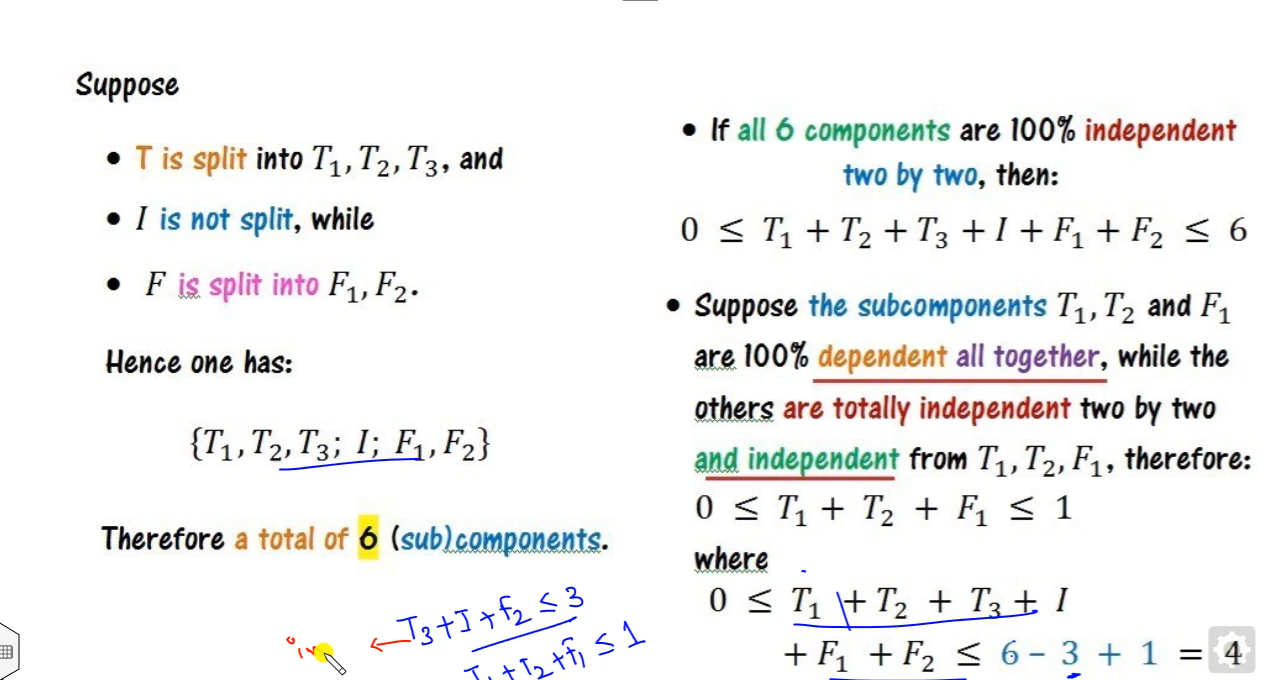 Suppose
• T is split into T₁, T₂, T₃, and
• I is not split, while
• F is split into F₁, F₂.
Hence one has:
{T₁, T₂, T₃; I; F₁, F₂}
Therefore a total of 6 (sub)components.
T₃+I+f₂ ≤ 3
T₁+T₂+f₁ ≤ 1
• If all 6 components are 100% independent
two by two, then:
0 ≤ T₁ + T₂ + T₃ + I + F₁ + F₂ ≤ 6
• Suppose the subcomponents T₁, T₂ and F₁
are 100% dependent all together, while the
others are totally independent two by two
and independent from T₁, T₂, F₁, therefore:
0 ≤ T₁ + T₂ + F₁ ≤ 1
where
0 ≤ T₁ + T₂ + T₃ + I
+ F₁ + F₂ ≤ 6 − 3 + 1 = 4